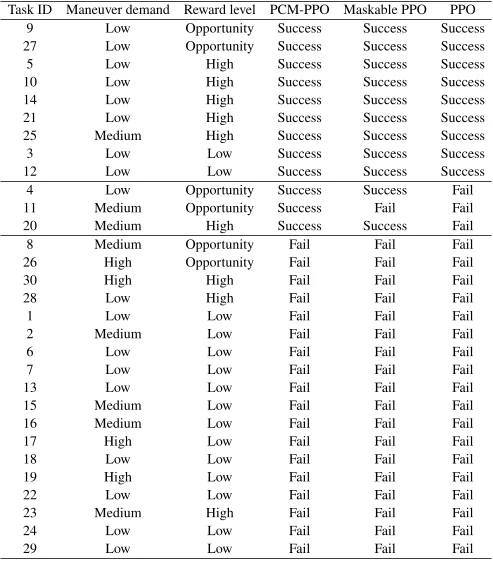 Task ID Maneuver demand Reward level PCM-PPO Maskable PPO PPO
9 Low Opportunity Success Success Success
27 Low Opportunity Success Success Success
5 Low High Success Success Success
10 Low High Success Success Success
14 Low High Success Success Success
21 Low High Success Success Success
25 Medium High Success Success Success
3 Low Low Success Success Success
12 Low Low Success Success Success
4 Low Opportunity Success Success Fail
11 Medium Opportunity Success Fail Fail
20 Medium High Success Success Fail
8 Medium Opportunity Fail Fail Fail
26 High Opportunity Fail Fail Fail
30 High High Fail Fail Fail
28 Low High Fail Fail Fail
1 Low Low Fail Fail Fail
2 Medium Low Fail Fail Fail
6 Low Low Fail Fail Fail
7 Low Low Fail Fail Fail
13 Low Low Fail Fail Fail
15 Medium Low Fail Fail Fail
16 Medium Low Fail Fail Fail
17 High Low Fail Fail Fail
18 Low Low Fail Fail Fail
19 High Low Fail Fail Fail
22 Low Low Fail Fail Fail
23 Medium High Fail Fail Fail
24 Low Low Fail Fail Fail
29 Low Low Fail Fail Fail